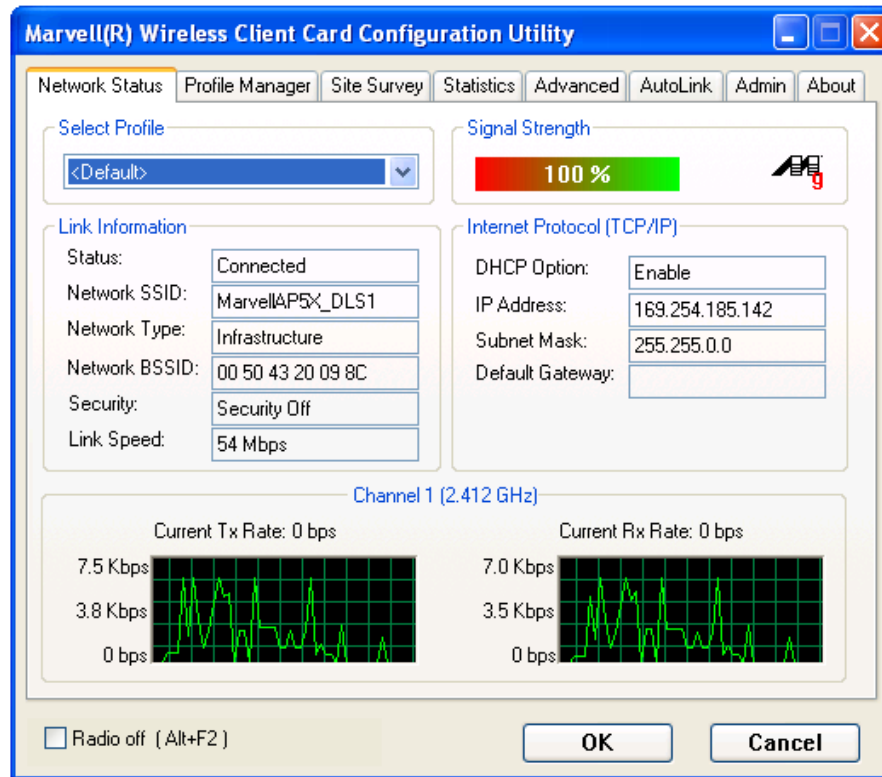 Marvell(R) Wireless Client Card Configuration Utility
Network Status Profile Manager Site Survey Statistics Advanced AutoLink Admin About
Select Profile
<Default>
Signal Strength
100 %
g
Link Information
Status: Connected
Network SSID: MarvellAP5X_DLS1
Network Type: Infrastructure
Network BSSID: 00 50 43 20 09 8C
Security: Security Off
Link Speed: 54 Mbps
Internet Protocol (TCP/IP)
DHCP Option: Enable
IP Address: 169.254.185.142
Subnet Mask: 255.255.0.0
Default Gateway:
Channel 1 (2.412 GHz)
Current Tx Rate: 0 bps
7.5 Kbps
3.8 Kbps
0 bps
Current Rx Rate: 0 bps
7.0 Kbps
3.5 Kbps
0 bps
Radio off ( Alt+F2 )
OK
Cancel